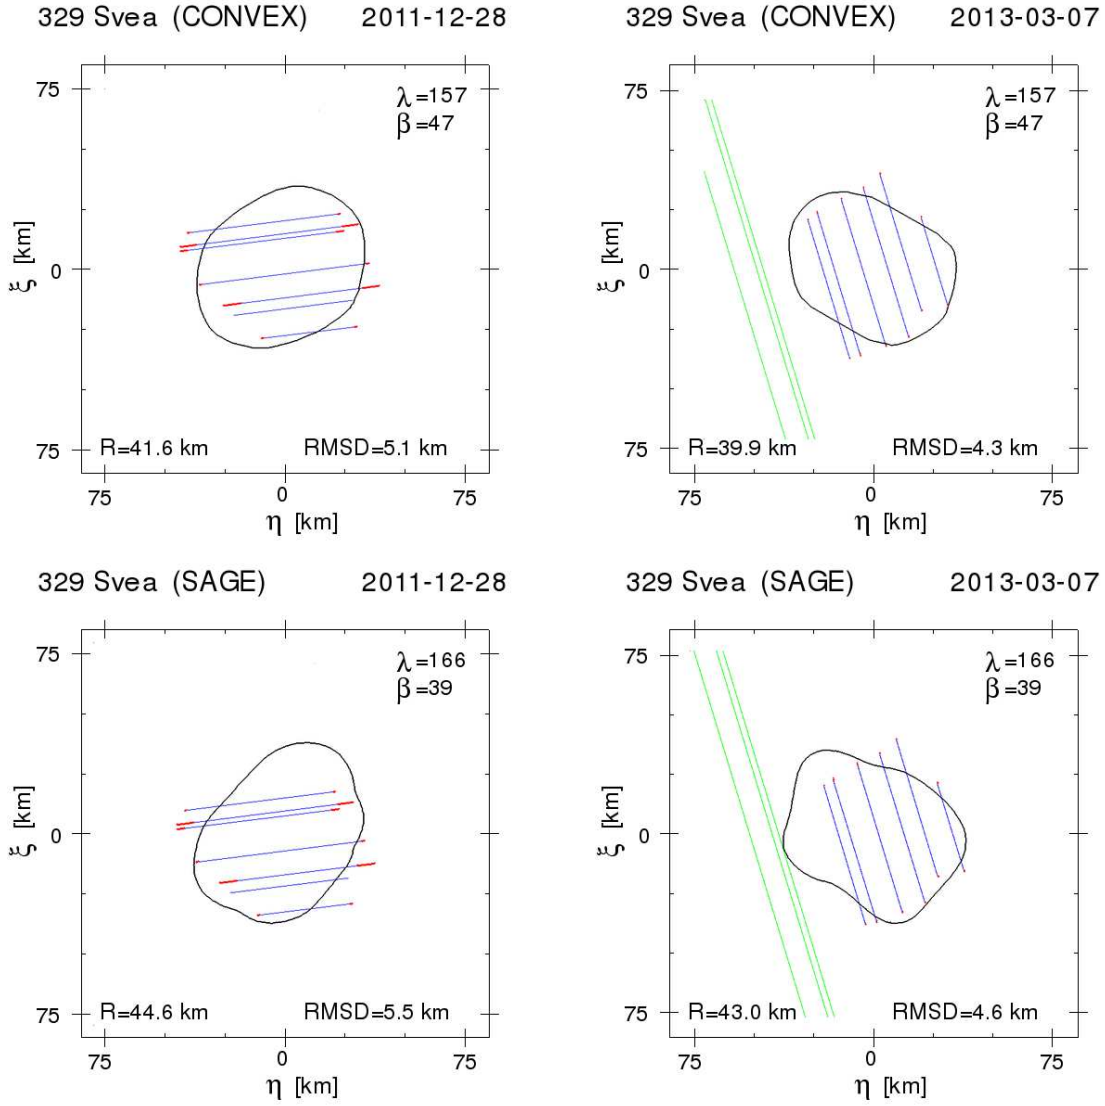 329 Svea (CONVEX) 2011-12-28
75
λ=157
β=47
0
ξ [km]
75
R=41.6 km RMSD=5.1 km
75 0 75
η [km]
329 Svea (CONVEX) 2013-03-07
75
λ=157
β=47
0
ξ [km]
75
R=39.9 km RMSD=4.3 km
75 0 75
η [km]
329 Svea (SAGE) 2011-12-28
75
λ=166
β=39
0
ξ [km]
75
R=44.6 km RMSD=5.5 km
75 0 75
η [km]
329 Svea (SAGE) 2013-03-07
75
λ=166
β=39
0
ξ [km]
75
R=43.0 km RMSD=4.6 km
75 0 75
η [km]